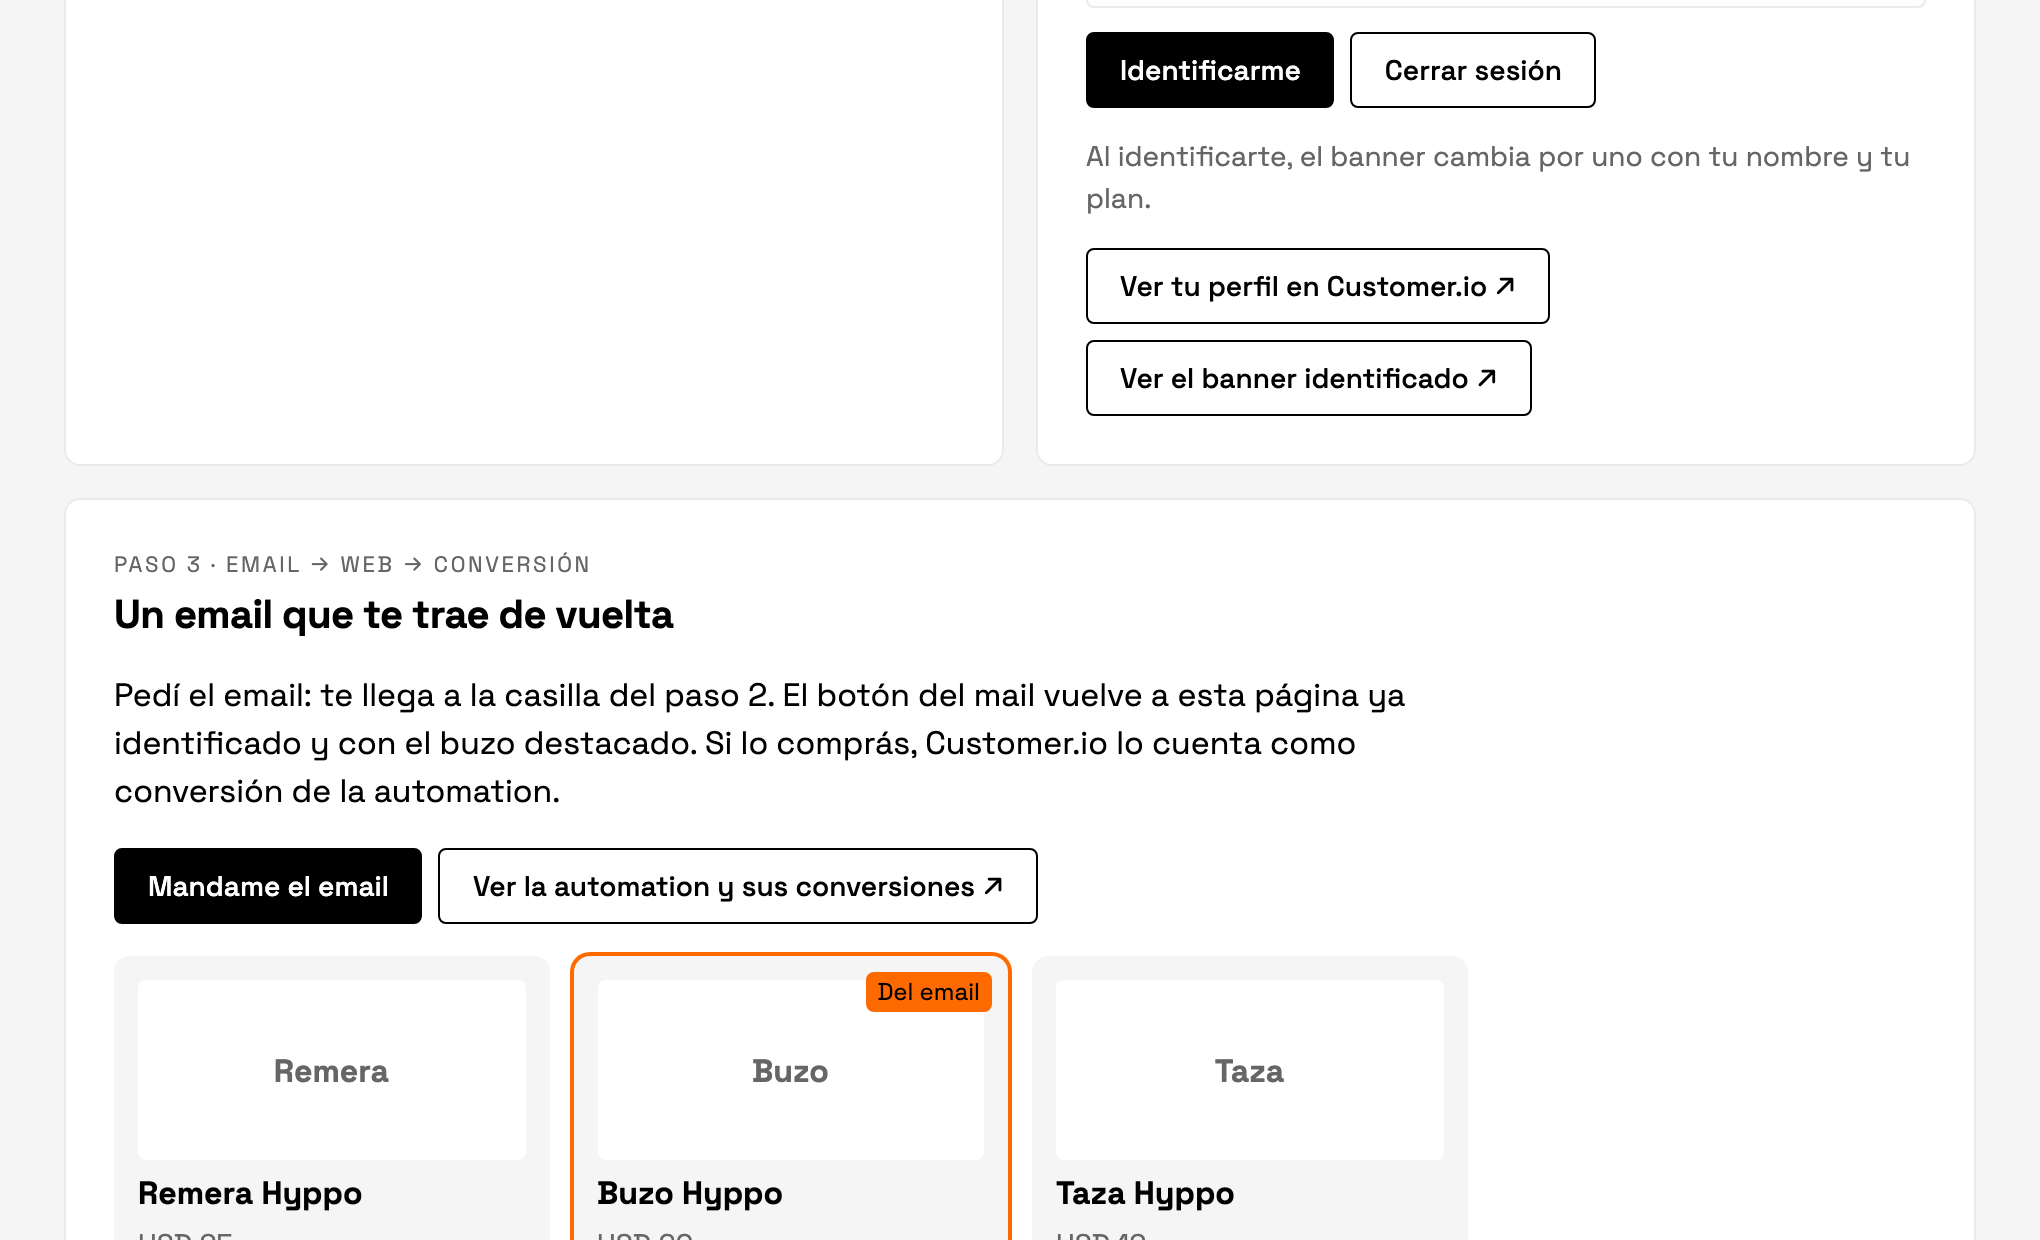 Identificarme
Cerrar sesión
Al identificarte, el banner cambia por uno con tu nombre y tu
plan.
Ver tu perfil en Customer.io ↗
Ver el banner identificado ↗
PASO 3 · EMAIL → WEB → CONVERSIÓN
Un email que te trae de vuelta
Pedí el email: te llega a la casilla del paso 2. El botón del mail vuelve a esta página ya
identificado y con el buzo destacado. Si lo comprás, Customer.io lo cuenta como
conversión de la automation.
Mandame el email
Ver la automation y sus conversiones ↗
Remera
Del email
Buzo
Taza
Remera Hyppo
Buzo Hyppo
Taza Hyppo